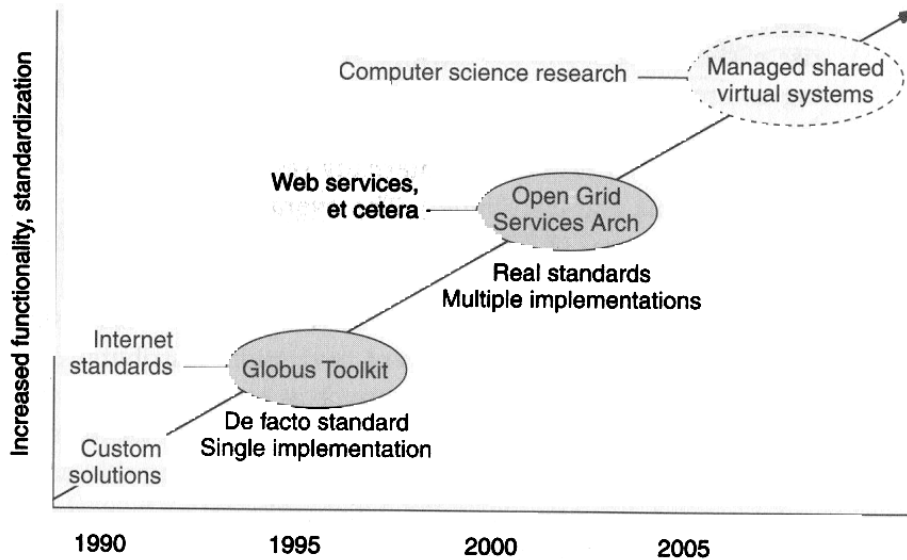 Computer science research
Managed shared
virtual systems
Web services,
et cetera
Open Grid
Services Arch
Real standards
Multiple implementations
Internet
standards
Globus Toolkit
De facto standard
Single implementation
Custom
solutions
Increased functionality, standardization
1990
1995
2000
2005